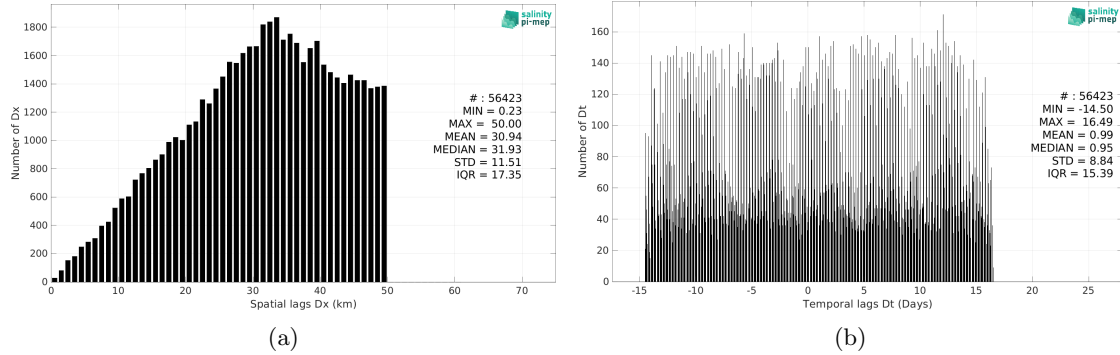 1800
1600
1400
1200
1000
800
600
400
200
0
Number of Dx
salinity
pi-mep
# : 56423
MIN = 0.23
MAX = 50.00
MEAN = 30.94
MEDIAN = 31.93
STD = 11.51
IQR = 17.35
0 10 20 30 40 50 60 70
Spatial lags Dx (km)
(a)
160
140
120
100
80
60
40
20
0
Number of Dt
salinity
pi-mep
# : 56423
MIN = -14.50
MAX = 16.49
MEAN = 0.99
MEDIAN = 0.95
STD = 8.84
IQR = 15.39
-15 -10 -5 0 5 10 15 20 25
Temporal lags Dt (Days)
(b)